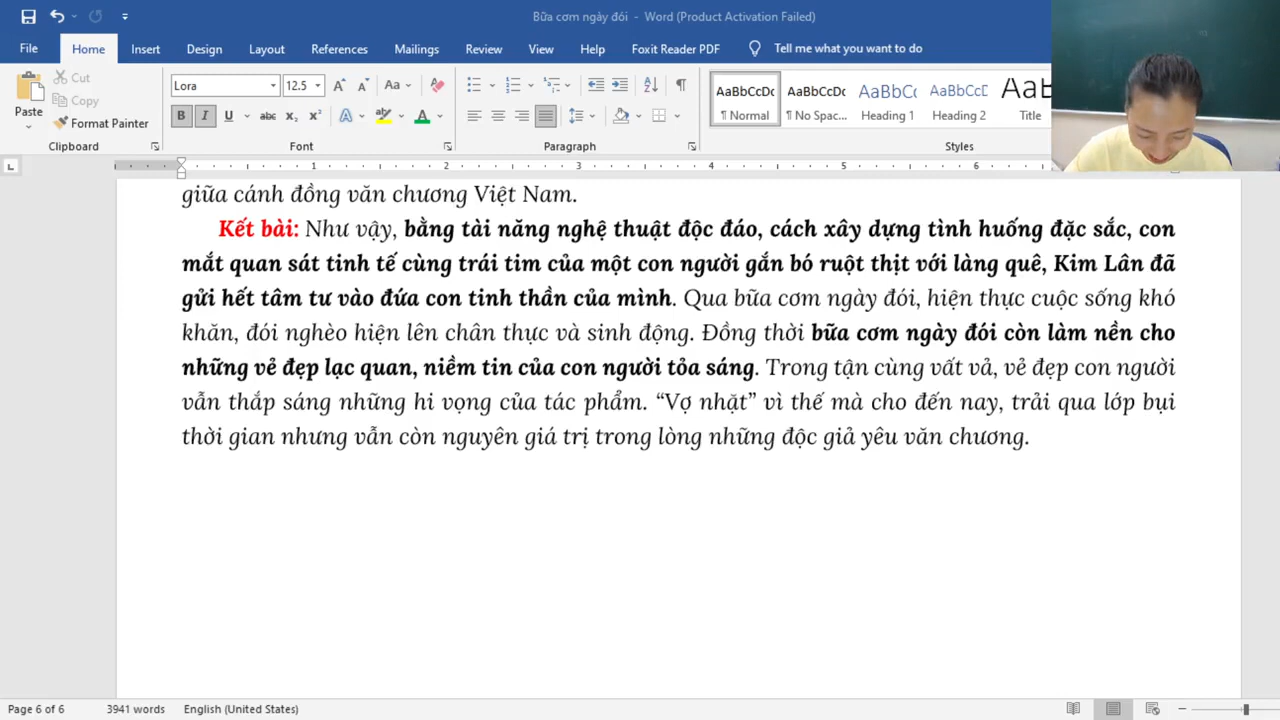 Bữa cơm ngày đói - Word (Product Activation Failed)
File Home Insert Design Layout References Mailings Review View Help Foxit Reader PDF Tell me what you want to do
Paste
Cut
Copy
Format Painter
Clipboard
Lora 12.5
Font
Paragraph
AaBbCcDc AaBbCcDc AaBbCc AaBbCcD AaB
¶ Normal ¶ No Spac... Heading 1 Heading 2 Title
Styles
1 2 3 4 5 6 7
giữa cánh đồng văn chương Việt Nam.
Kết bài: Như vậy, bằng tài năng nghệ thuật độc đáo, cách xây dựng tình huống đặc sắc, con
mắt quan sát tinh tế cùng trái tim của một con người gắn bó ruột thịt với làng quê, Kim Lân đã
gửi hết tâm tư vào đứa con tinh thần của mình. Qua bữa cơm ngày đói, hiện thực cuộc sống khó
khăn, đói nghèo hiện lên chân thực và sinh động. Đồng thời bữa cơm ngày đói còn làm nền cho
những vẻ đẹp lạc quan, niềm tin của con người tỏa sáng. Trong tận cùng vất vả, vẻ đẹp con người
vẫn thắp sáng những hi vọng của tác phẩm. “Vợ nhặt” vì thế mà cho đến nay, trải qua lớp bụi
thời gian nhưng vẫn còn nguyên giá trị trong lòng những độc giả yêu văn chương.
Page 6 of 6 3941 words English (United States)